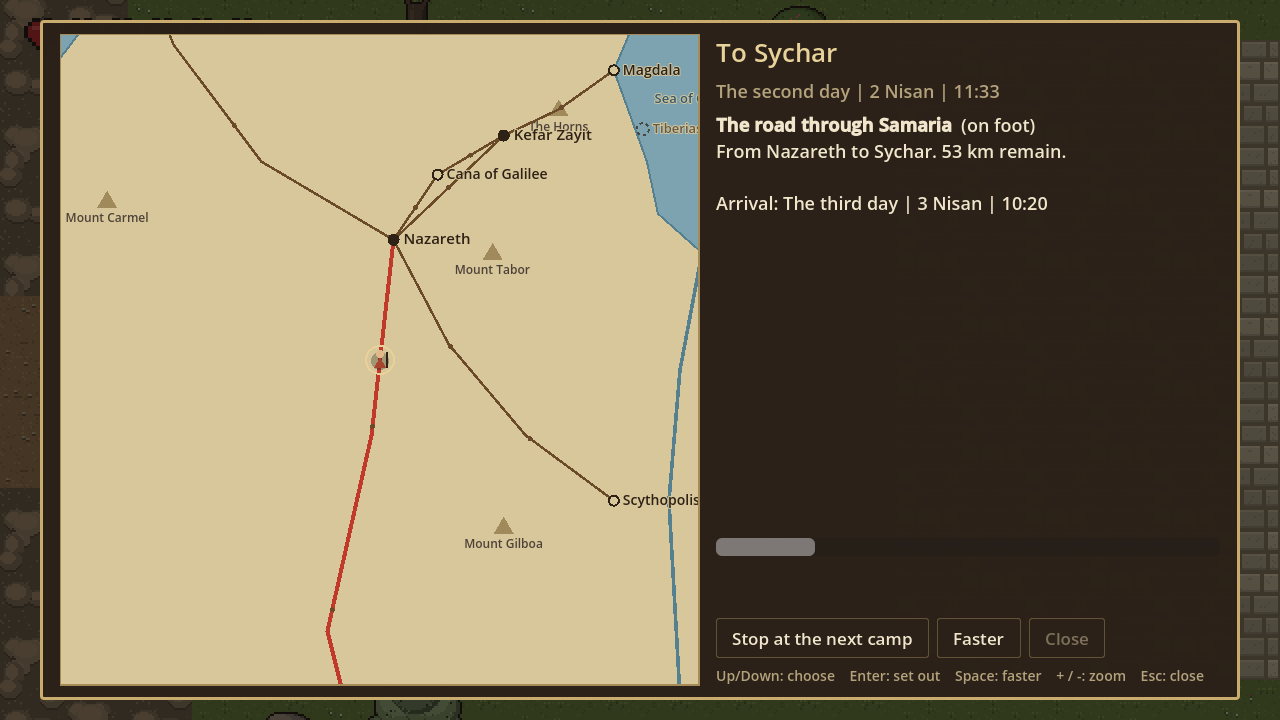 Magdala
Sea of
The Horns
Tiberias
Kefar Zayit
Cana of Galilee
Mount Carmel
Nazareth
Mount Tabor
Scythopolis
Mount Gilboa
To Sychar
The second day | 2 Nisan | 11:33
The road through Samaria (on foot)
From Nazareth to Sychar. 53 km remain.
Arrival: The third day | 3 Nisan | 10:20
Stop at the next camp
Faster
Close
Up/Down: choose Enter: set out Space: faster + / -: zoom Esc: close